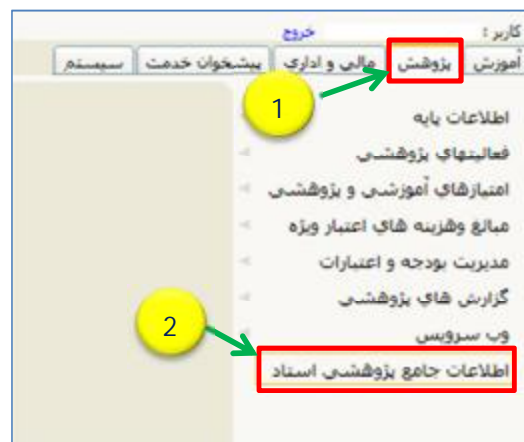 کاربر :
خروج
آموزش پژوهش مالی و اداری پیشخوان خدمت سیستم
1
اطلاعات پایه
فعالیتهای پژوهشی
امتیازهای آموزشی و پژوهشی
مبالغ وهزینه های اعتبار ویژه
مدیریت بودجه و اعتبارات
گزارش های پژوهشی
2
وب سرویس
اطلاعات جامع پژوهشی استاد